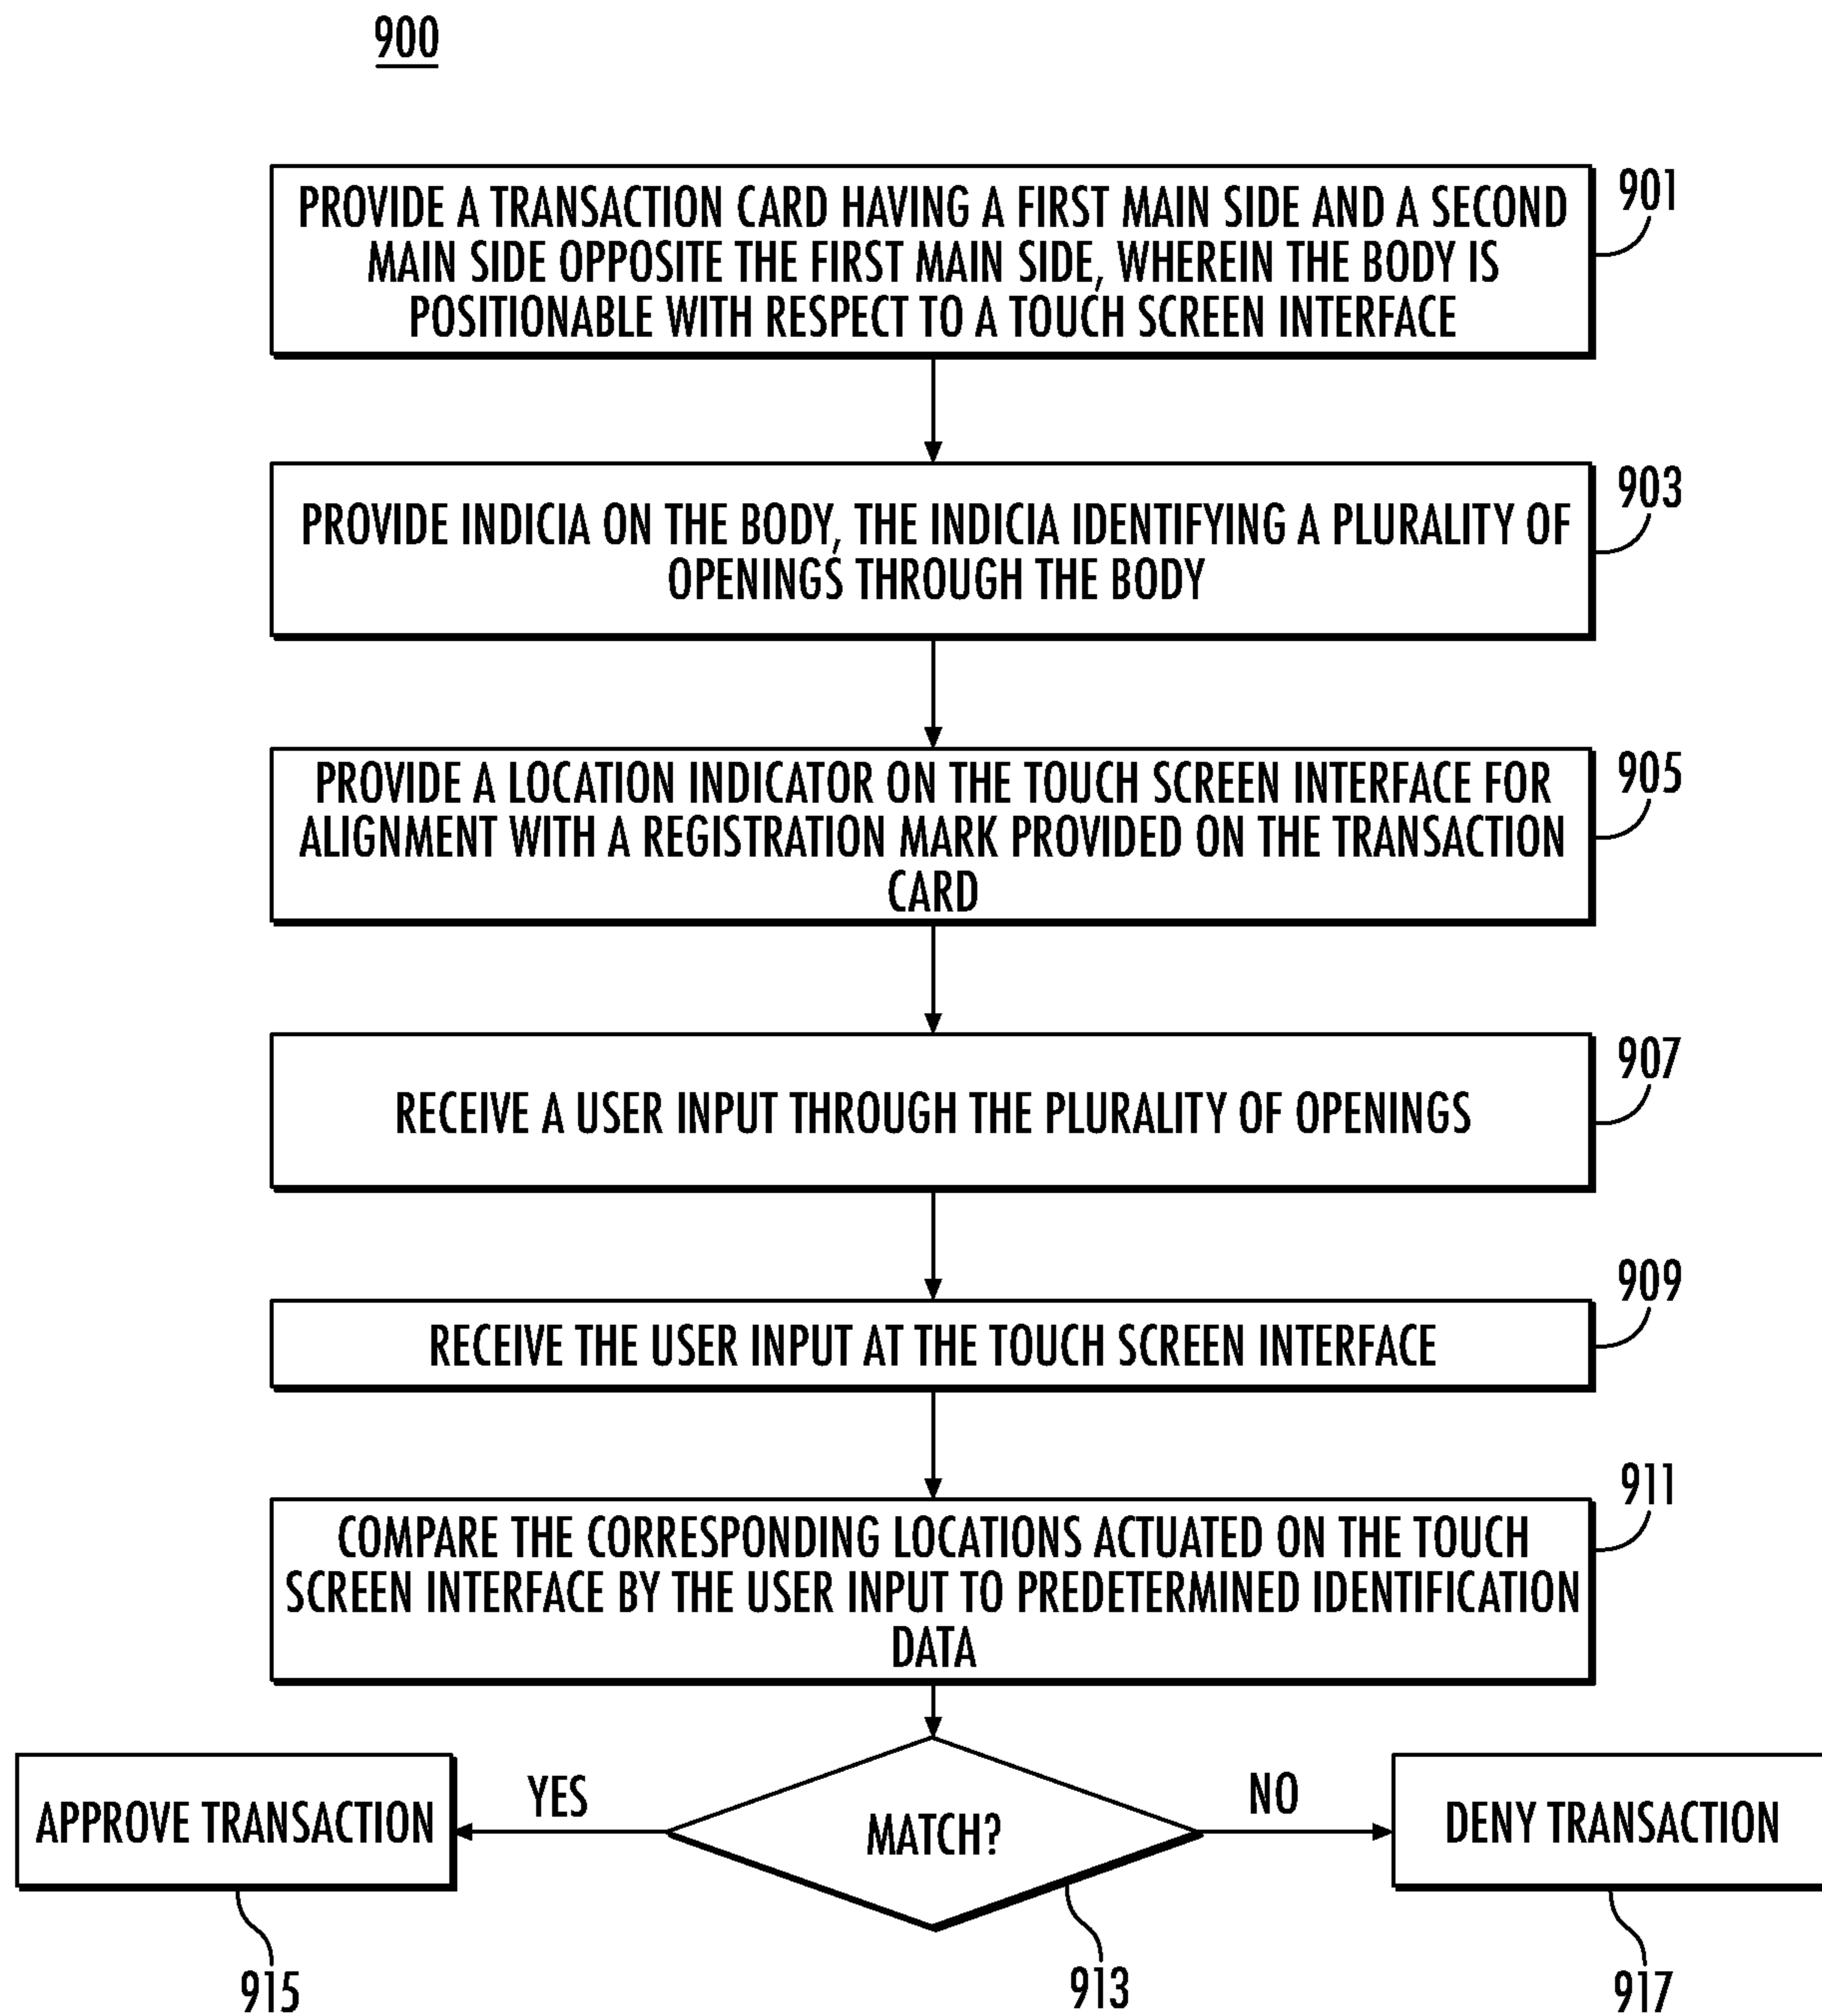 900
PROVIDE A TRANSACTION CARD HAVING A FIRST MAIN SIDE AND A SECOND
MAIN SIDE OPPOSITE THE FIRST MAIN SIDE, WHEREIN THE BODY IS
POSITIONABLE WITH RESPECT TO A TOUCH SCREEN INTERFACE
901
PROVIDE INDICIA ON THE BODY, THE INDICIA IDENTIFYING A PLURALITY OF
OPENINGS THROUGH THE BODY
903
PROVIDE A LOCATION INDICATOR ON THE TOUCH SCREEN INTERFACE FOR
ALIGNMENT WITH A REGISTRATION MARK PROVIDED ON THE TRANSACTION
CARD
905
RECEIVE A USER INPUT THROUGH THE PLURALITY OF OPENINGS
907
RECEIVE THE USER INPUT AT THE TOUCH SCREEN INTERFACE
909
COMPARE THE CORRESPONDING LOCATIONS ACTUATED ON THE TOUCH
SCREEN INTERFACE BY THE USER INPUT TO PREDETERMINED IDENTIFICATION
DATA
911
APPROVE TRANSACTION
YES
MATCH?
NO
DENY TRANSACTION
915
913
917